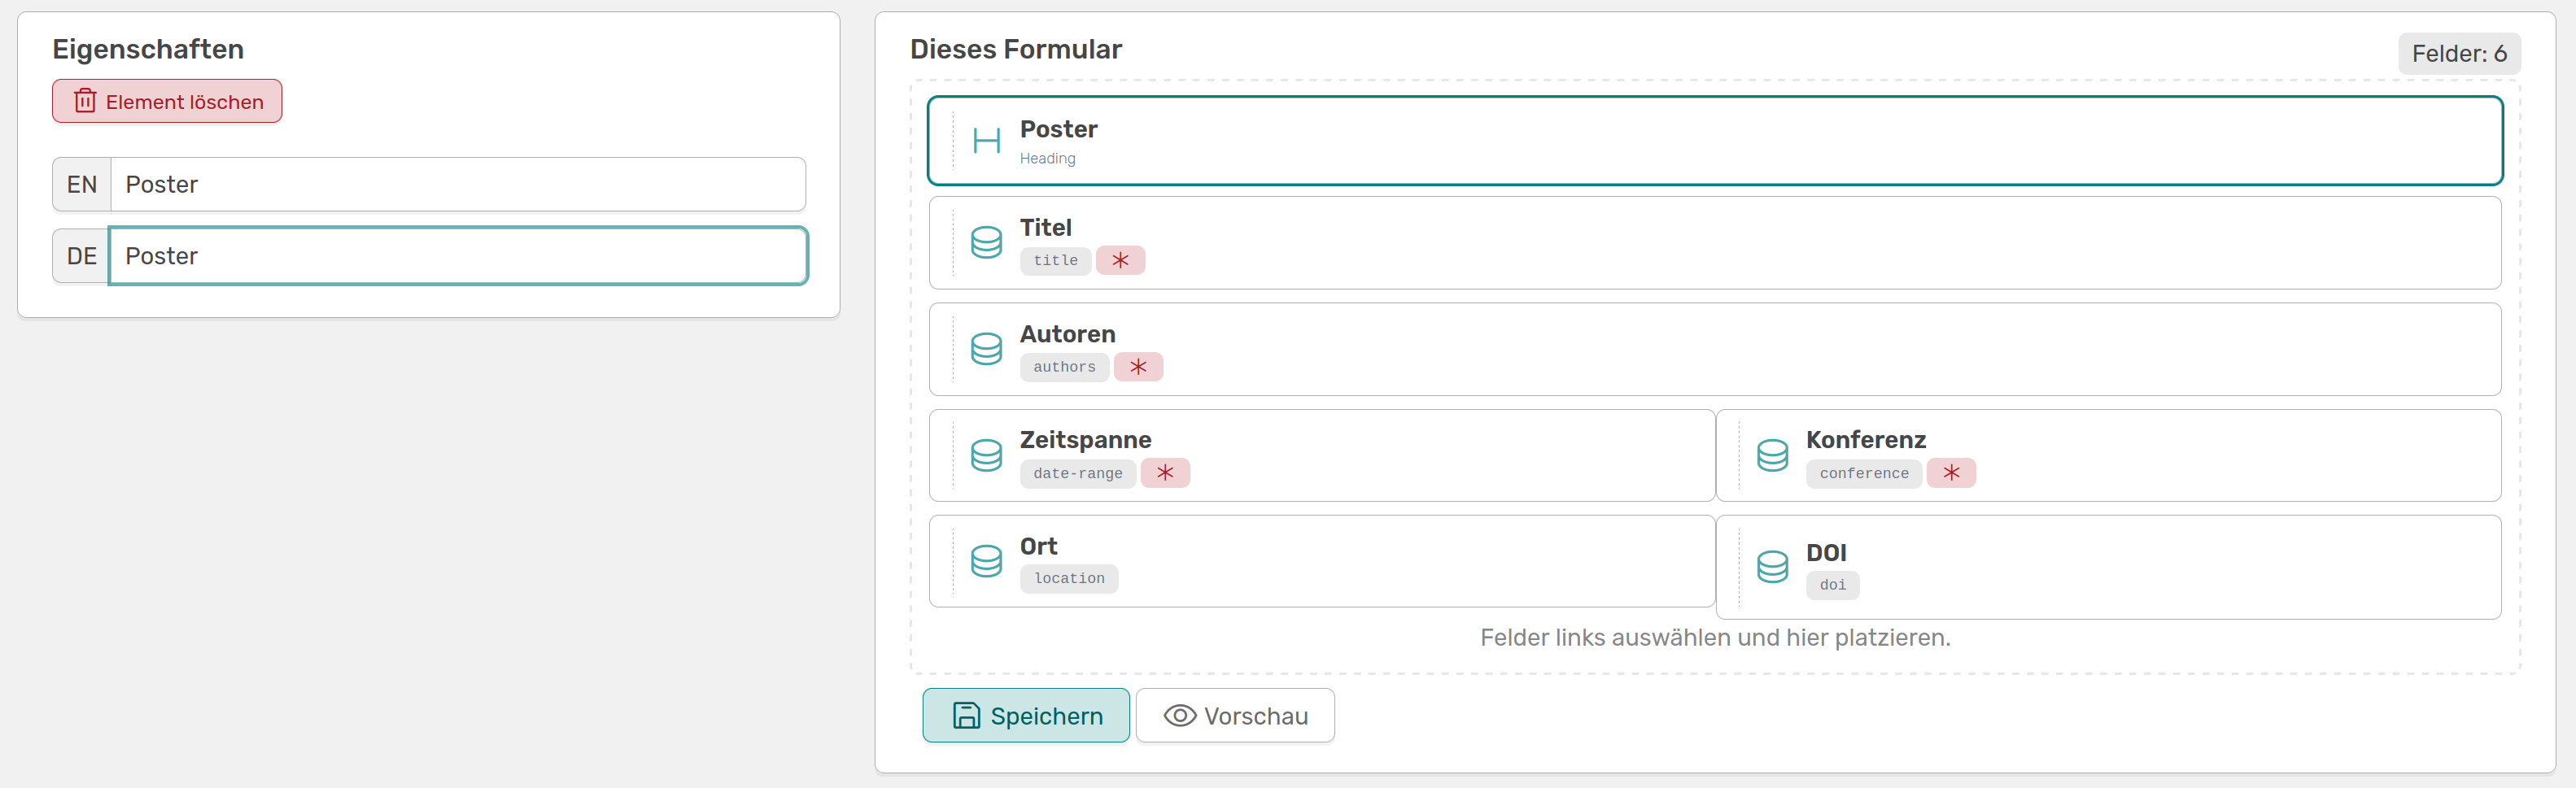 Eigenschaften
Element löschen
EN Poster
DE Poster
Dieses Formular
Felder: 6
Poster
Heading
Titel
title *
Autoren
authors *
Zeitspanne
date-range *
Konferenz
conference *
Ort
location
DOI
doi
Felder links auswählen und hier platzieren.
Speichern
Vorschau